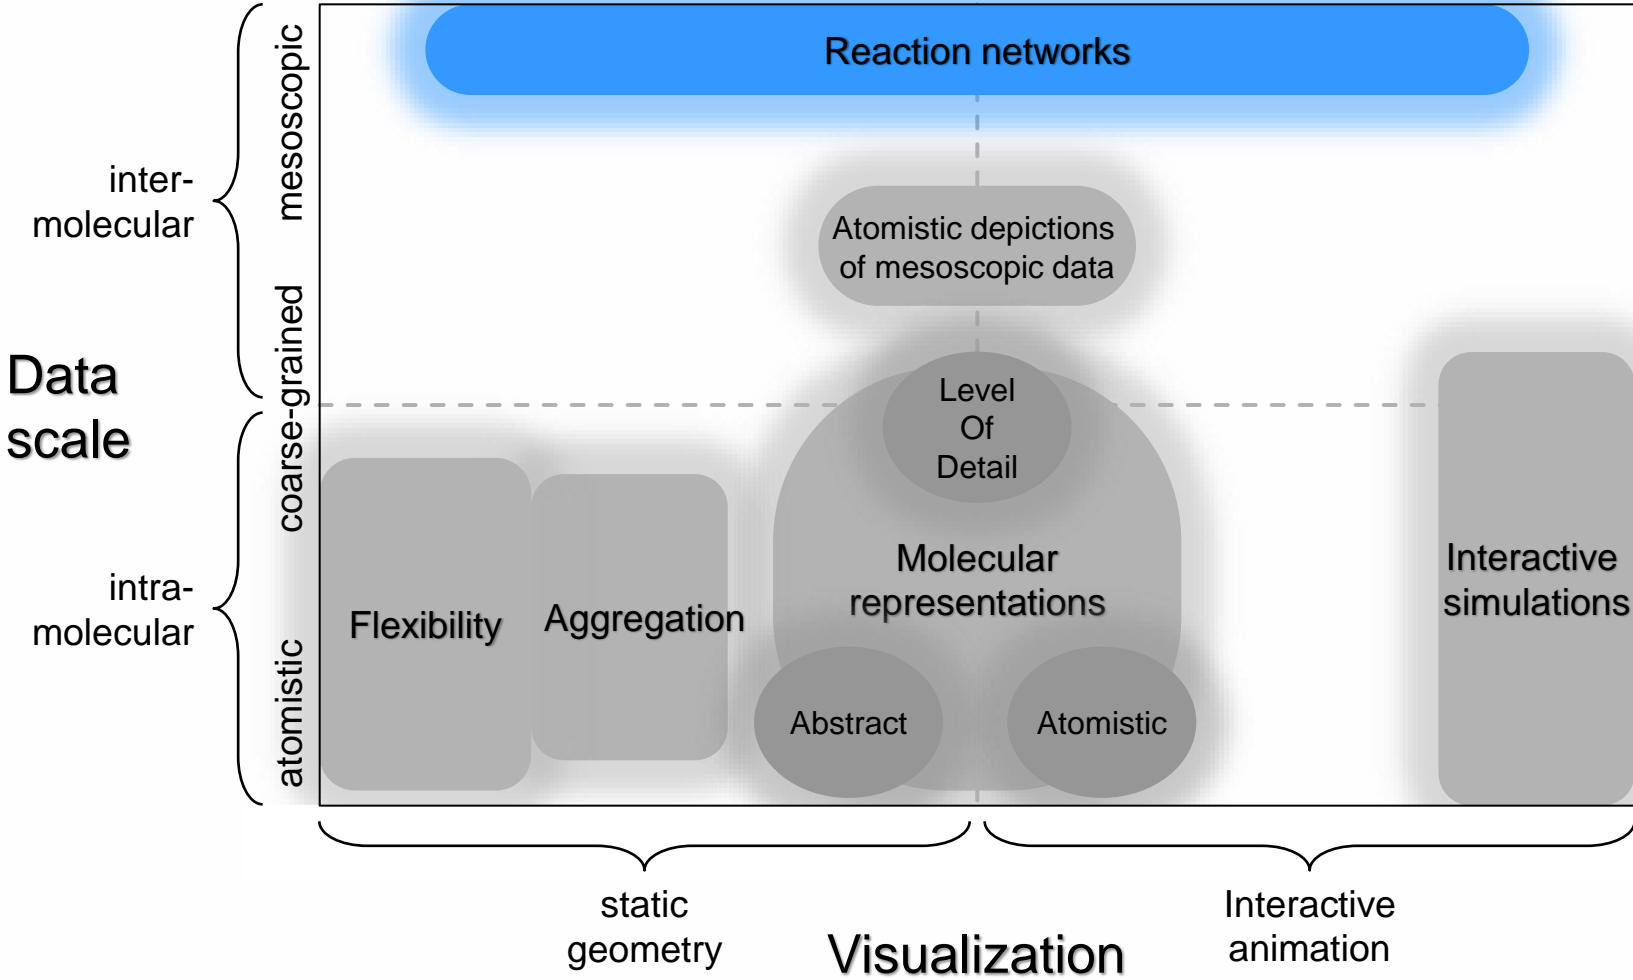 Reaction networks
mesoscopic
inter-
molecular
Atomistic depictions
of mesoscopic data
coarse-grained
Data
scale
Level
Of
Detail
Molecular
representations
Interactive
simulations
intra-
molecular
Flexibility
Aggregation
atomistic
Abstract
Atomistic
static
geometry
Interactive
animation
Visualization